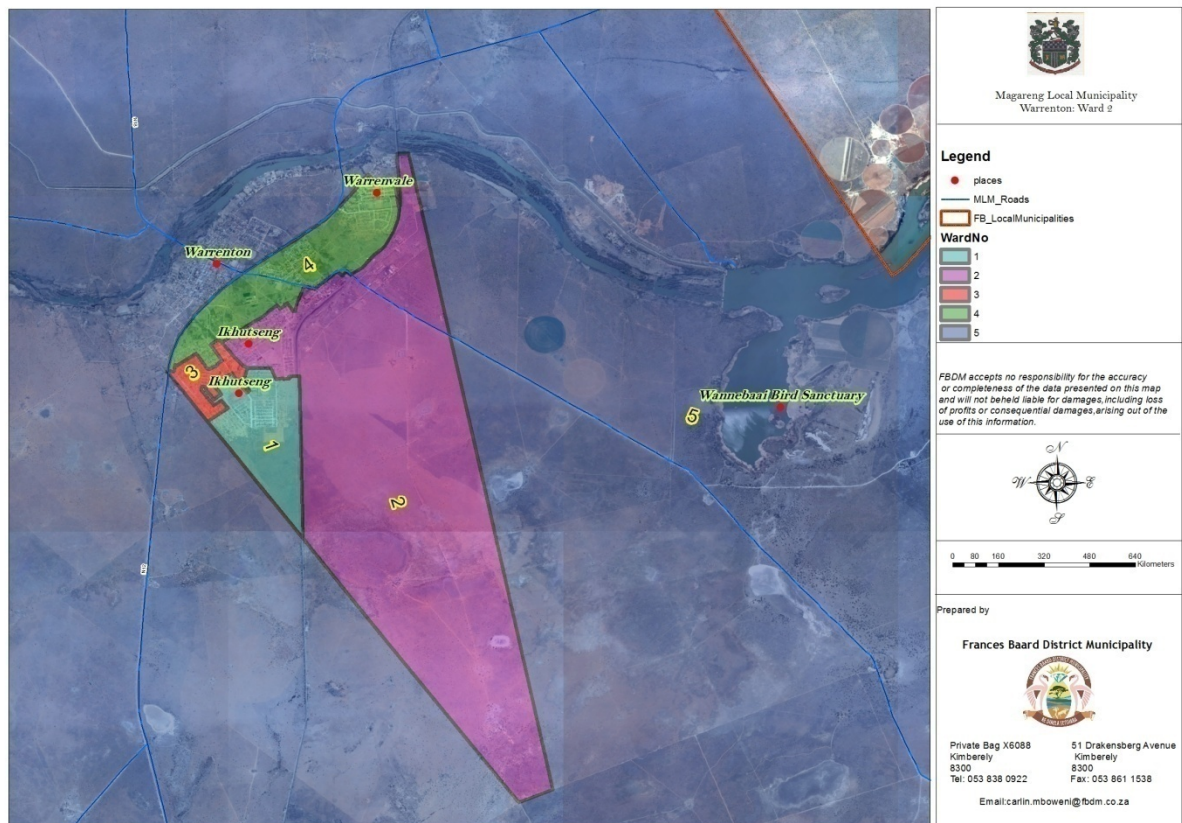 Warrenvale
Warrenton
4
Ikhutseng
3
Ikhutseng
1
2
Wannebaai Bird Sanctuary
5
N18
Magareng Local Municipality
Warrenton: Ward 2
Legend
places
MLM_Roads
FB_LocalMunicipalities
WardNo
1
2
3
4
5
FBDM accepts no responsibility for the accuracy
or completeness of the data presented on this map
and will not beheld liable for damages,including loss
of profits or consequential damages,arising out of the
use of this information.
N
W E
S
0 80 160 320 480 640
Kilometers
Prepared by
Frances Baard District Municipality
FRANCES BAARD DISTRICT MUNICIPALITY
Private Bag X6088 51 Drakensberg Avenue
Kimberely Kimberely
8300 8300
Tel: 053 838 0922 Fax: 053 861 1538
Email:carlin.mboweni@fbdm.co.za